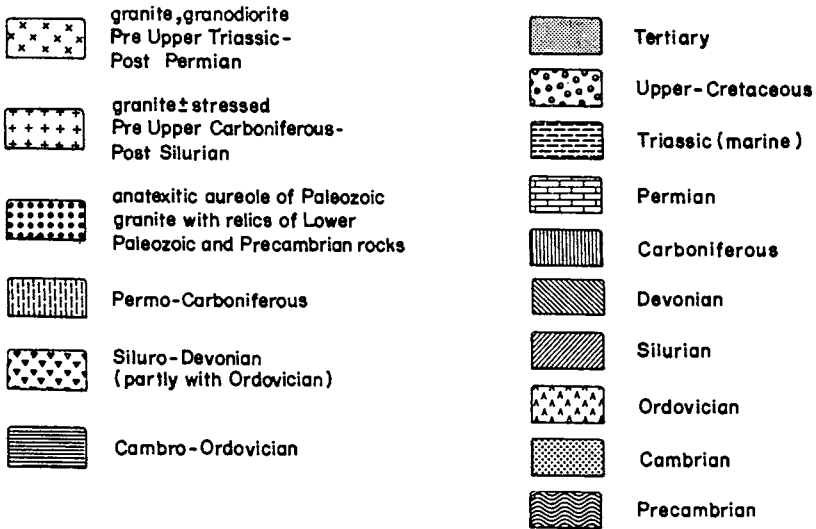 granite,granodiorite
Pre Upper Triassic-
Post Permian
granite±stressed
Pre Upper Carboniferous-
Post Silurian
anatexitic aureole of Paleozoic
granite with relics of Lower
Paleozoic and Precambrian rocks
Permo-Carboniferous
Siluro-Devonian
(partly with Ordovician)
Cambro-Ordovician
Tertiary
Upper-Cretaceous
Triassic (marine)
Permian
Carboniferous
Devonian
Silurian
Ordovician
Cambrian
Precambrian